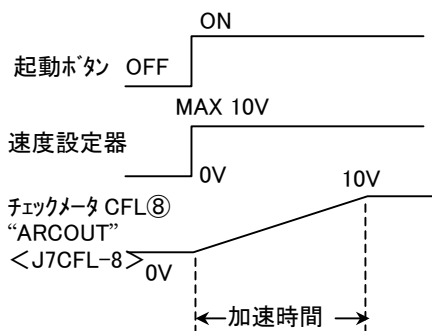 ON
起動ﾎﾞﾀﾝ OFF
MAX 10V
速度設定器
0V
10V
ﾁｪｯｸﾒｰﾀ CFL⑧
“ARCOUT”
＜J7CFL-8＞ 0V
加速時間